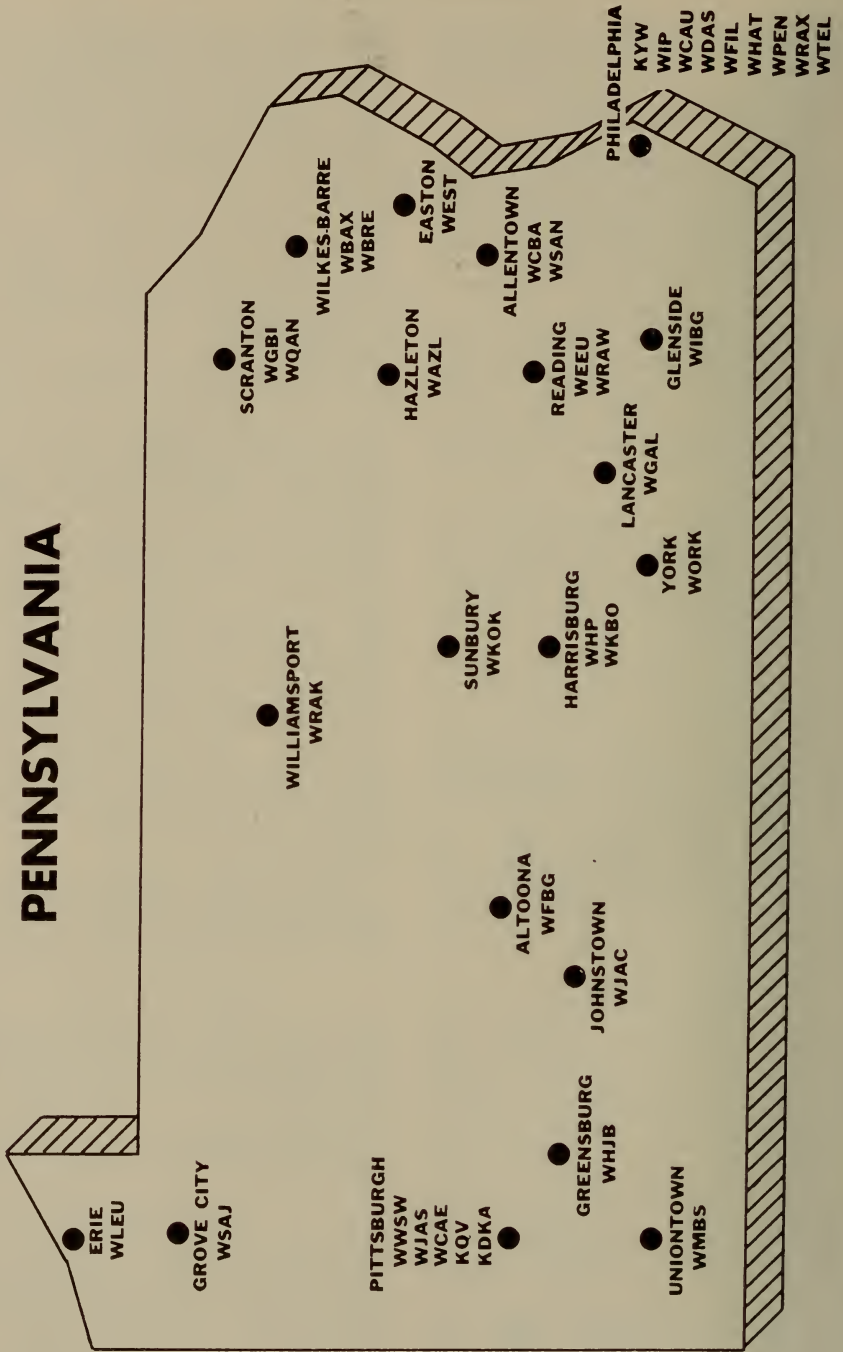 PENNSYLVANIA
ERIE
WLEU
GROVE CITY
WSAJ
PITTSBURGH
WWSW
WJAS
WCAE
KQV
KDKA
GREENSBURG
WHJB
UNIONTOWN
WMBS
JOHNSTOWN
WJAC
ALTOONA
WFBG
WILLIAMSPORT
WRAK
SUNBURY
WKOK
HARRISBURG
WHP
WKBO
YORK
WORK
LANCASTER
WGAL
SCRANTON
WGBI
WQAN
HAZLETON
WAZL
READING
WEEU
WRAW
GLENSIDE
WIBG
WILKES-BARRE
WBAX
WBRE
EASTON
WEST
ALLENTOWN
WCBA
WSAN
PHILADELPHIA
KYW
WIP
WCAU
WDAS
WFIL
WHAT
WPEN
WRAX
WTEL